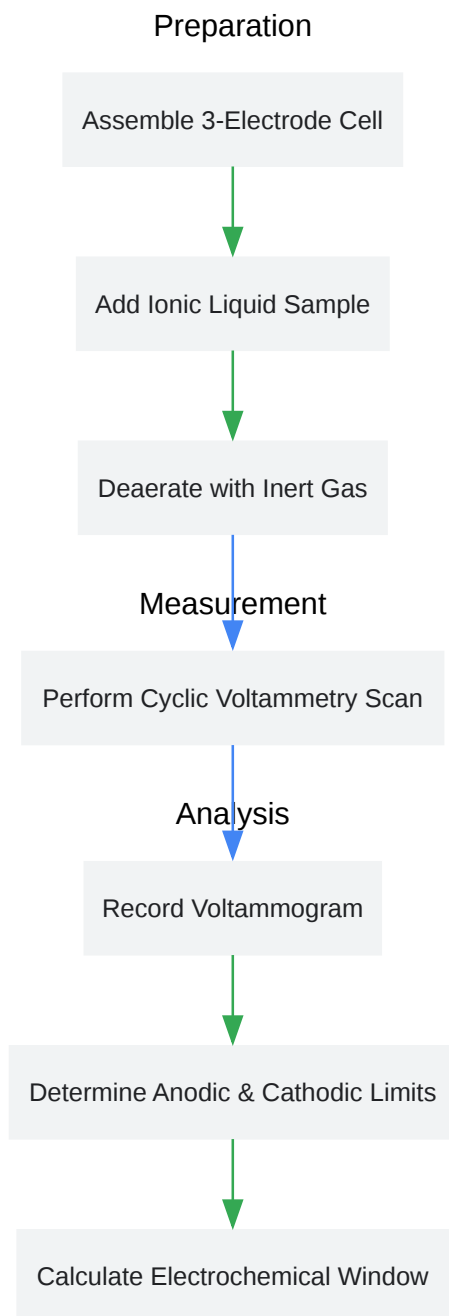 Preparation
Assemble 3-Electrode Cell
Add Ionic Liquid Sample
Deaerate with Inert Gas
Measurement
Perform Cyclic Voltammetry Scan
Analysis
Record Voltammogram
Determine Anodic & Cathodic Limits
Calculate Electrochemical Window